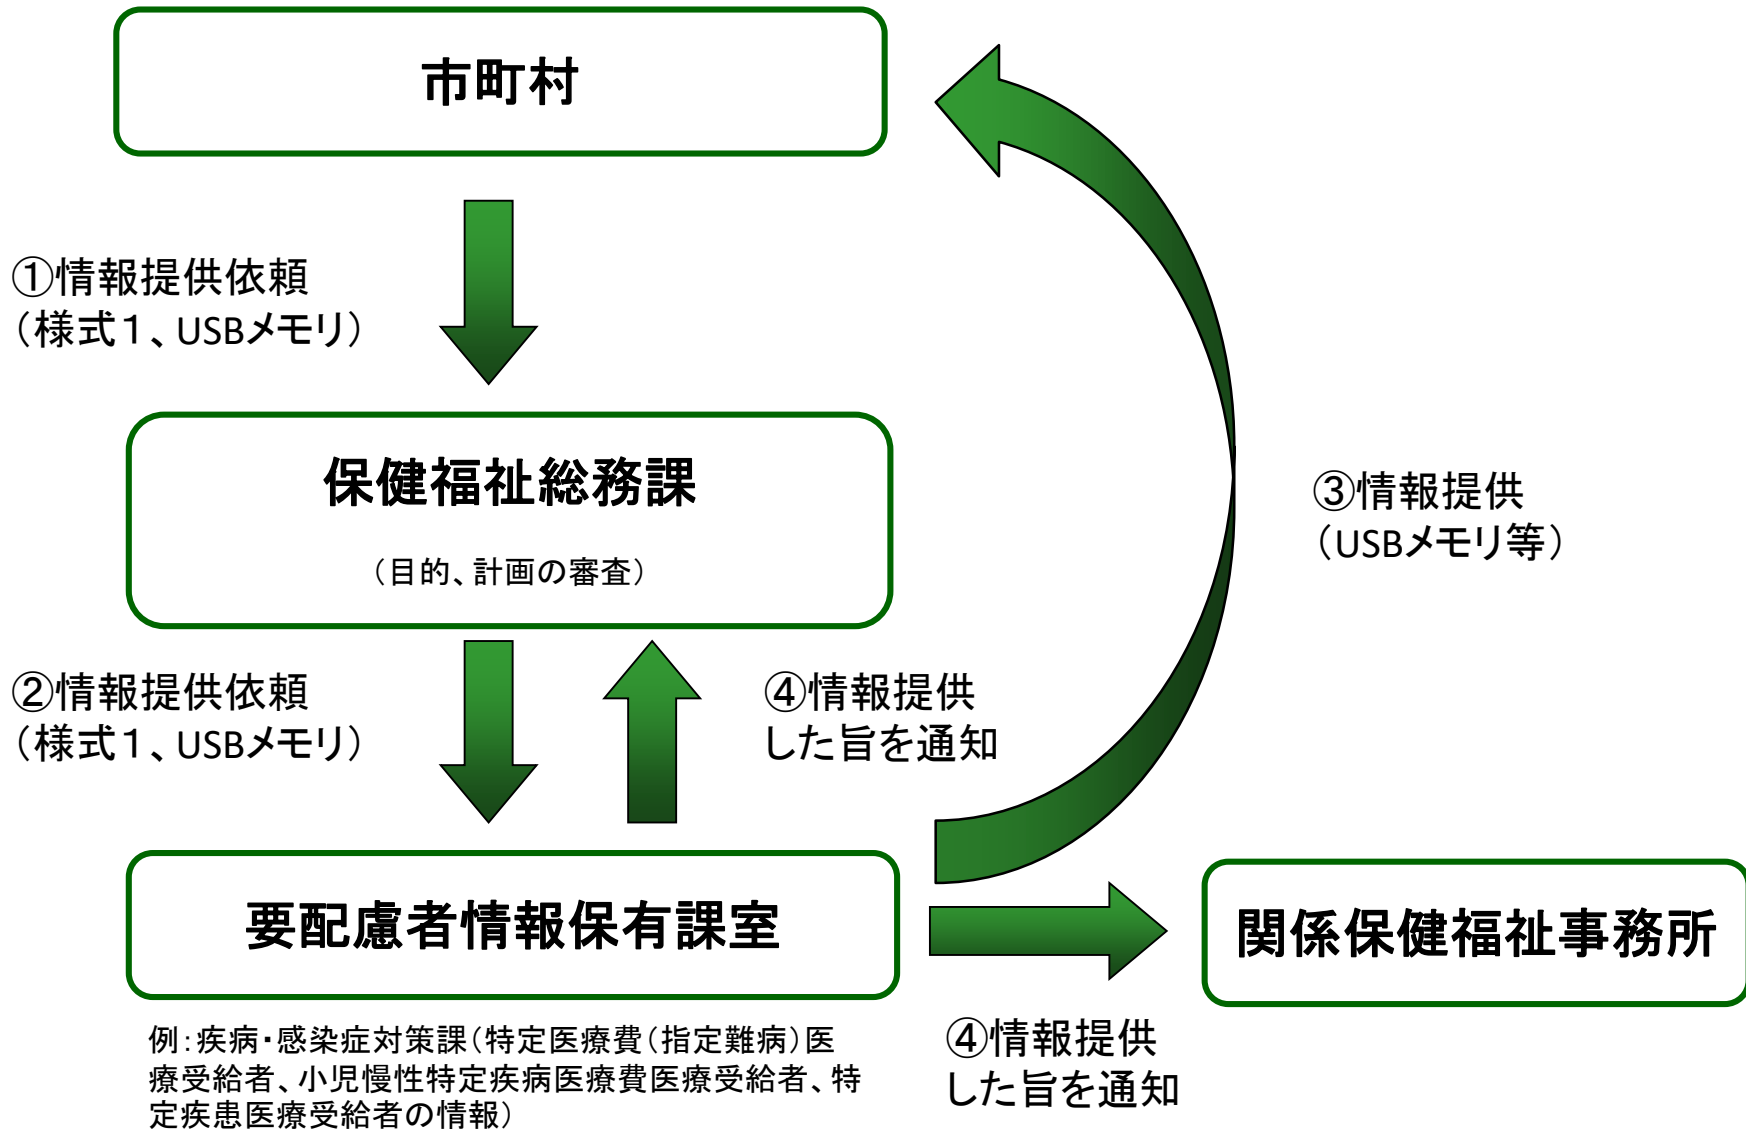 市町村
①情報提供依頼
（様式１、USBメモリ）
保健福祉総務課
（目的、計画の審査）
③情報提供
（USBメモリ等）
②情報提供依頼
（様式１、USBメモリ）
④情報提供
した旨を通知
要配慮者情報保有課室
関係保健福祉事務所
例：疾病・感染症対策課（特定医療費（指定難病）医
療受給者、小児慢性特定疾病医療費医療受給者、特
定疾患医療受給者の情報）
④情報提供
した旨を通知